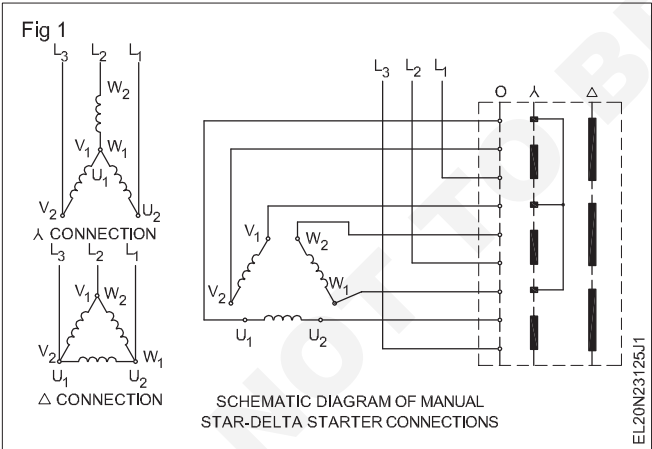 Fig 1
L3 L2 L1
W2
V1 W1
U1
V2 U2
⅄ CONNECTION
L3 L2 L1
V1 W2
V2 W1
U1 U2
△ CONNECTION
L3 L2 L1
O ⅄ △
V1 W2
V2 W1
U1 U2
SCHEMATIC DIAGRAM OF MANUAL
STAR-DELTA STARTER CONNECTIONS
EL20N23125J1
NOT TO B